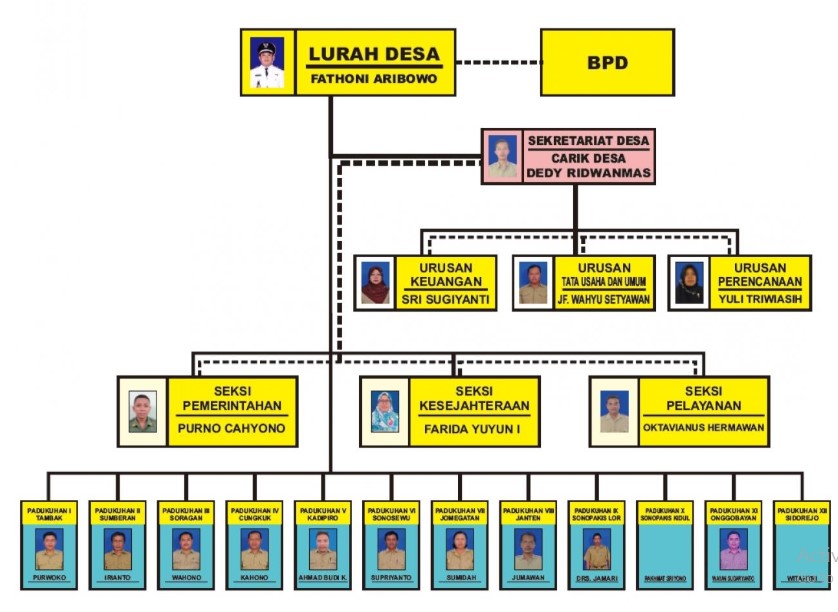 LURAH DESA
FATHONI ARIBOWO
BPD
SEKRETARIAT DESA
CARIK DESA
DEDY RIDWANMAS
URUSAN
KEUANGAN
SRI SUGIYANTI
URUSAN
TATA USAHA DAN UMUM
JF. WAHYU SETYAWAN
URUSAN
PERENCANAAN
YULI TRIWIASIH
SEKSI
PEMERINTAHAN
PURNO CAHYONO
SEKSI
KESEJAHTERAAN
FARIDA YUYUN I
SEKSI
PELAYANAN
OKTAVIANUS HERMAWAN
PADUKUHAN I
TAMBAK
PURWOKO
PADUKUHAN II
SUMBERAN
IRIANTO
PADUKUHAN III
SORAGAN
WAHONO
PADUKUHAN IV
CUNGKUK
KAHONO
PADUKUHAN V
KADIPIRO
AHMAD BUDI K.
PADUKUHAN VI
SONOSEWU
SUPRIYANTO
PADUKUHAN VII
JOMEGATAN
SUMIDAH
PADUKUHAN VIII
JANTEN
JUMAWAN
PADUKUHAN IX
SONOPAKIS LOR
DRS. JAMARI
PADUKUHAN X
SONOPAKIS KIDUL
PADUKUHAN XI
ONGGOBAYAN
PADUKUHAN XII
SIDOREJO